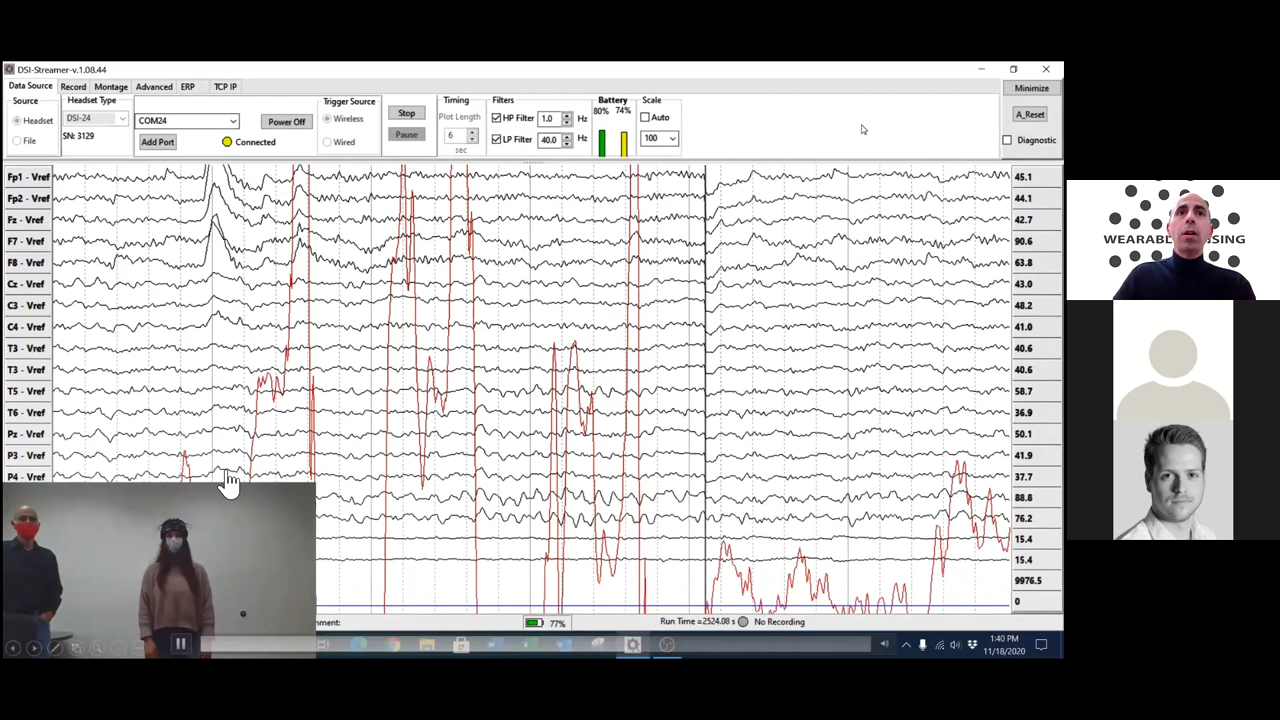 DSI-Streamer-v.1.08.44
Data Source Record Montage Advanced ERP TCP IP
Source
Headset
File
Headset Type
DSI-24
SN: 3129
COM24
Add Port
Power Off
Connected
Trigger Source
Wireless
Wired
Stop
Pause
Timing
Plot Length
6
sec
Filters
HP Filter 1.0 Hz
LP Filter 40.0 Hz
Battery
80% 74%
Scale
Auto
100
Minimize
A_Reset
Diagnostic
Fp1 - Vref 45.1
Fp2 - Vref 44.1
Fz - Vref 42.7
F7 - Vref 90.6
F8 - Vref 63.8
Cz - Vref 43.0
C3 - Vref 48.2
C4 - Vref 41.0
T3 - Vref 40.6
T3 - Vref 40.6
T5 - Vref 58.7
T6 - Vref 36.9
Pz - Vref 50.1
P3 - Vref 41.9
P4 - Vref 37.7
88.8
76.2
15.4
15.4
9976.5
0
mment:
77%
Run Time =2524.08 s
No Recording
1:40 PM
11/18/2020